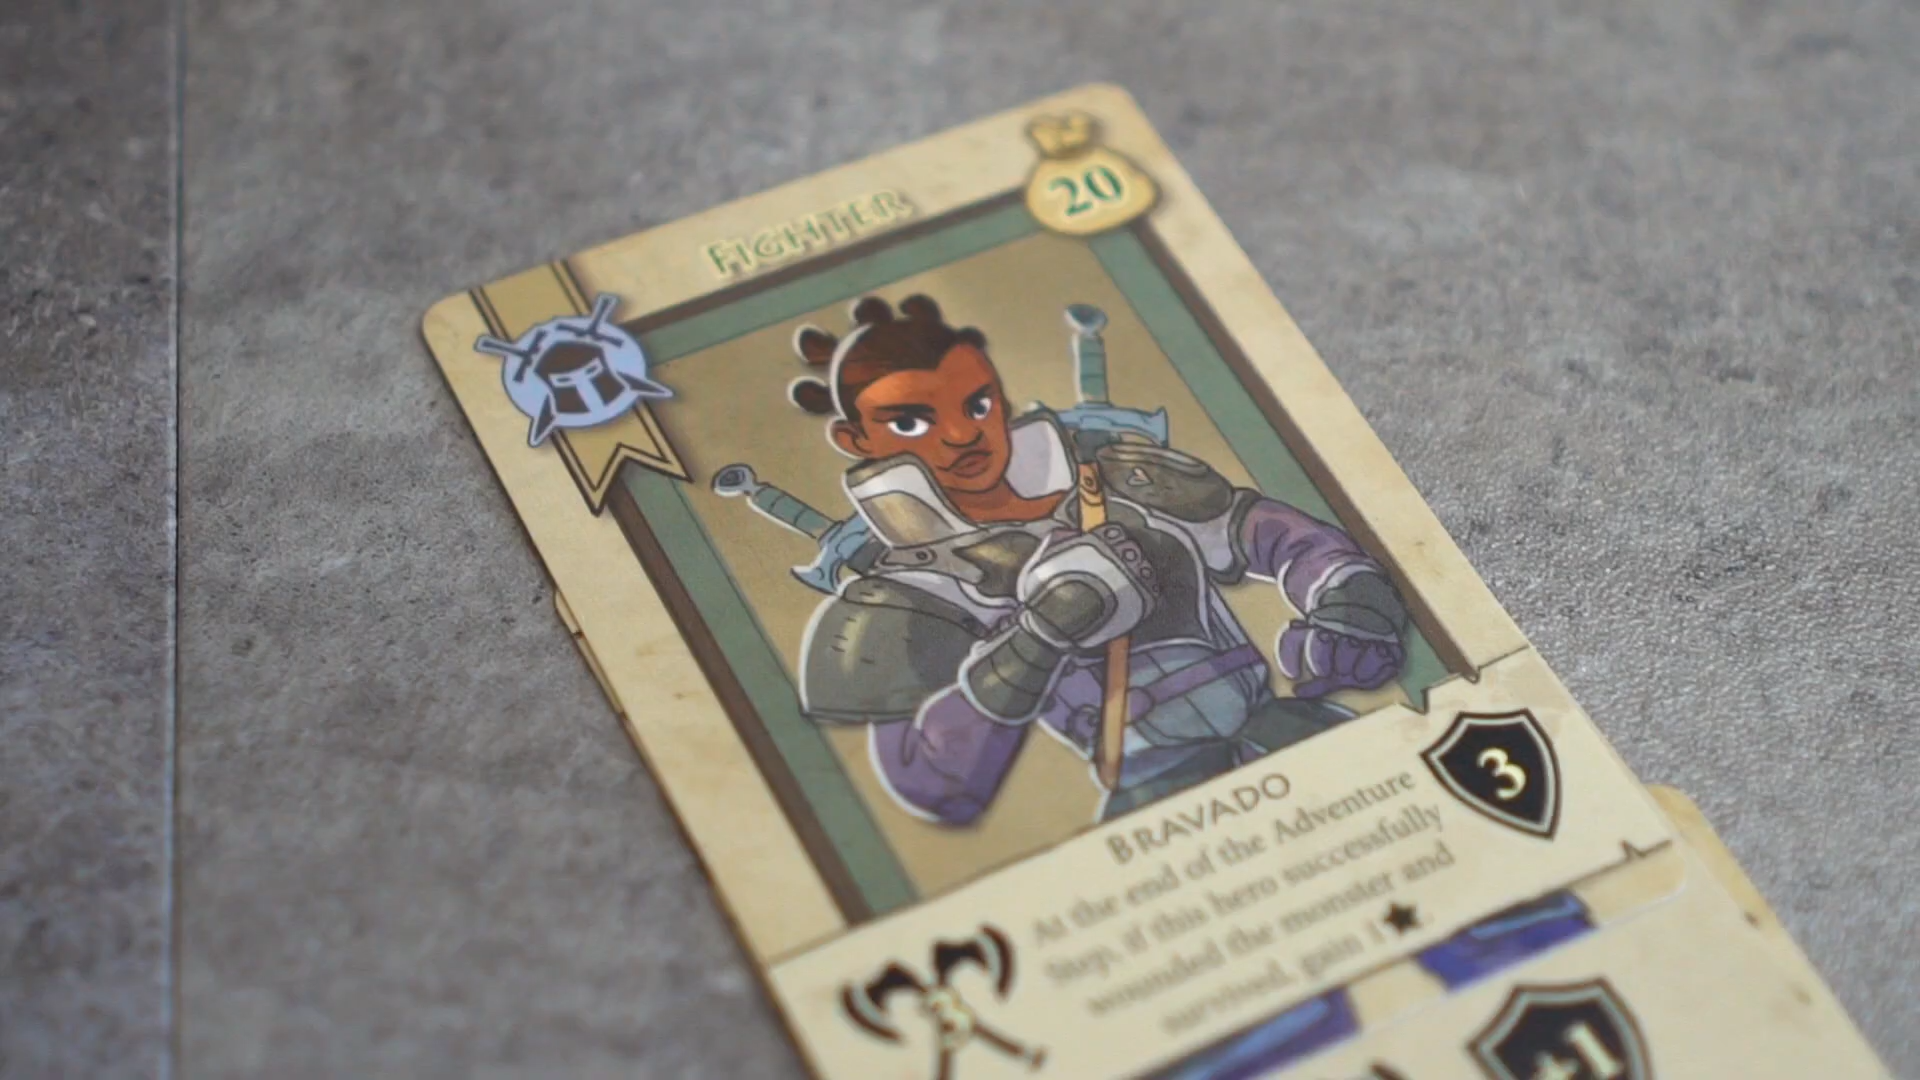 FIGHTER
20
BRAVADO
At the end of the Adventure
Step, if this hero successfully
wounded the monster and
survived, gain 1
3
3
+1